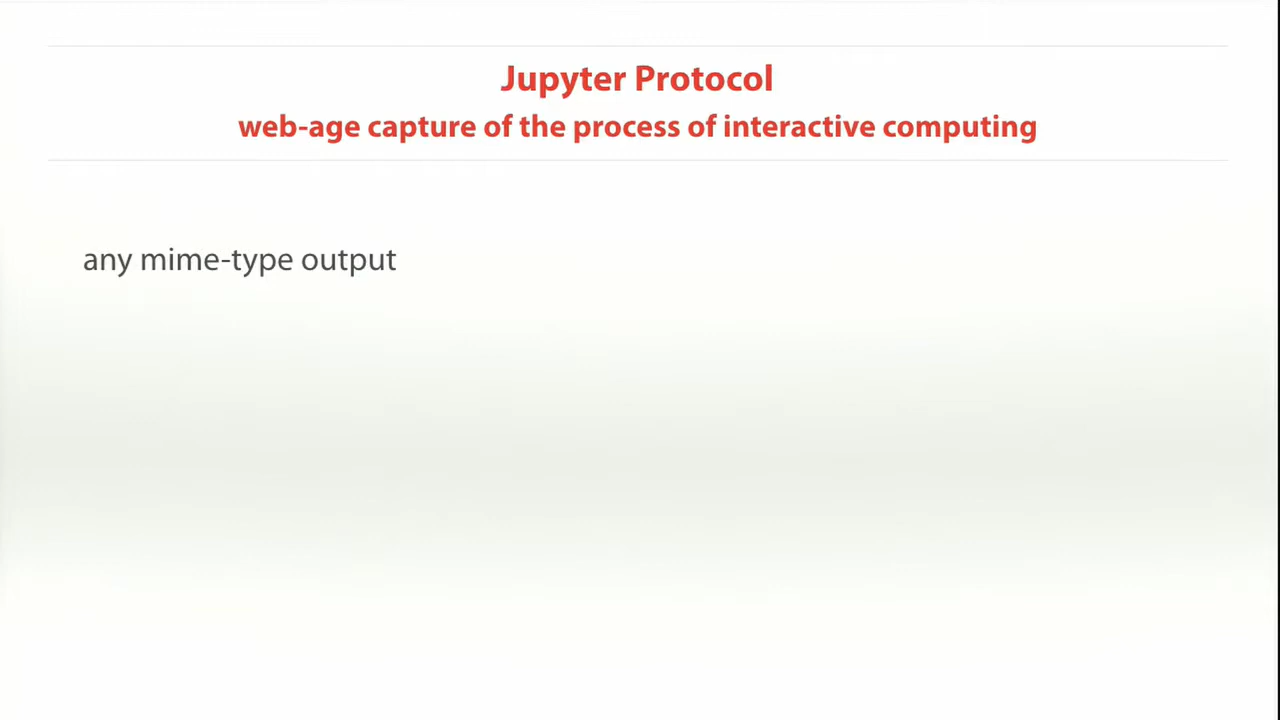 Jupyter Protocol
web-age capture of the process of interactive computing
any mime-type output